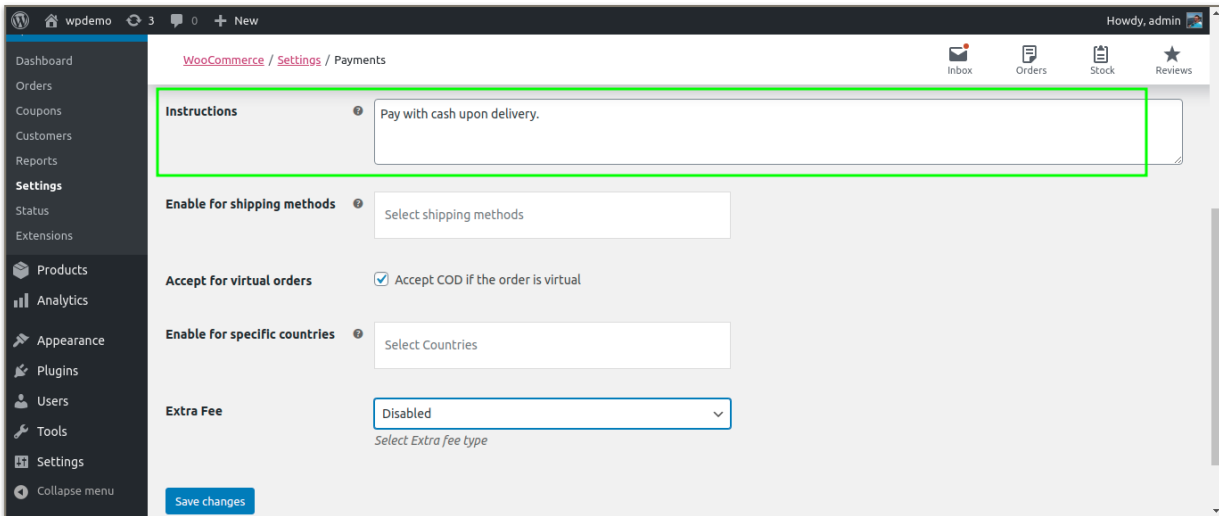 wpdemo 3 0 + New Howdy, admin
Dashboard
Orders
Coupons
Customers
Reports
Settings
Status
Extensions
Products
Analytics
Appearance
Plugins
Users
Tools
Settings
Collapse menu
WooCommerce / Settings / Payments
Inbox Orders Stock Reviews
Instructions
Pay with cash upon delivery.
Enable for shipping methods
Select shipping methods
Accept for virtual orders
Accept COD if the order is virtual
Enable for specific countries
Select Countries
Extra Fee
Disabled
Select Extra fee type
Save changes